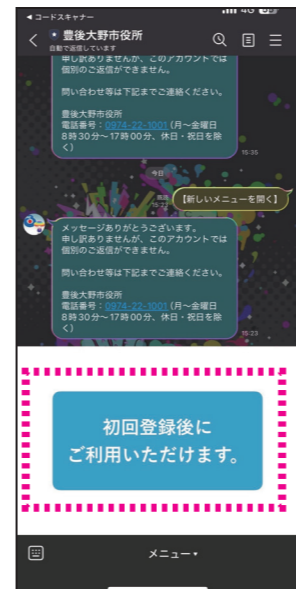 ◀ コードスキャナー
4G
豊後大野市役所
自動で返信しています
申し訳ありませんが、このアカウントでは
個別のご返信ができません。
問い合わせ等は下記までご連絡ください。
豊後大野市役所
電話番号：0974-22-1001 (月〜金曜日
8時30分〜17時00分、休日・祝日を除
く)
15:35
今日
既読
15:23
【新しいメニューを開く】
メッセージありがとうございます。
申し訳ありませんが、このアカウントでは
個別のご返信ができません。
問い合わせ等は下記までご連絡ください。
豊後大野市役所
電話番号：0974-22-1001 (月〜金曜日
8時30分〜17時00分、休日・祝日を除
く)
15:23
初回登録後に
ご利用いただけます。
メニュー▾